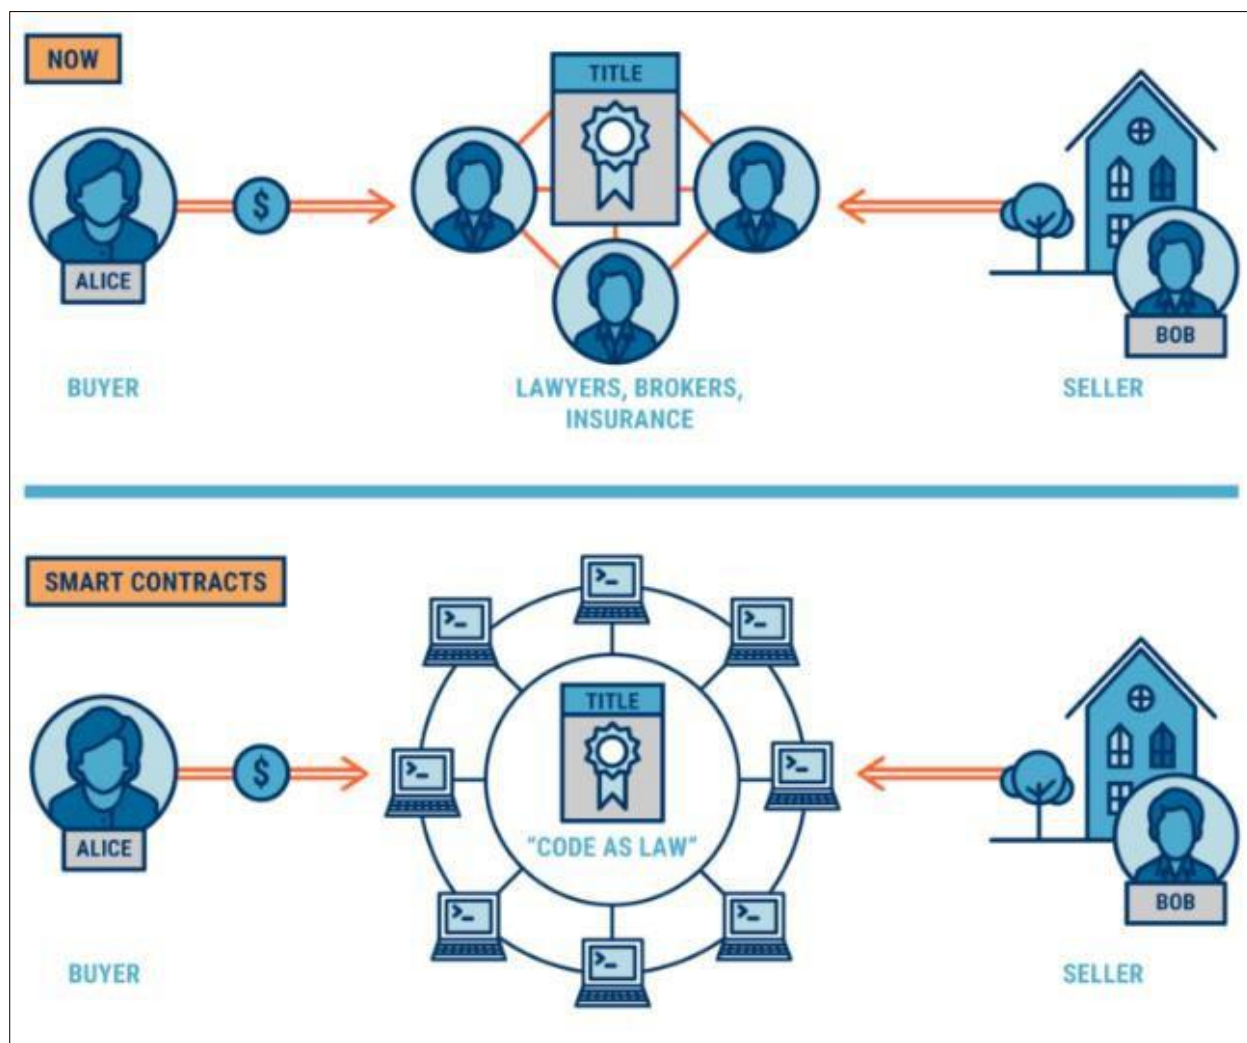 NOW
TITLE
$
ALICE
BOB
BUYER
LAWYERS, BROKERS,
INSURANCE
SELLER
SMART CONTRACTS
>_
>_
>_
TITLE
$
>_
>_
"CODE AS LAW"
ALICE
>_
>_
BOB
>_
BUYER
SELLER